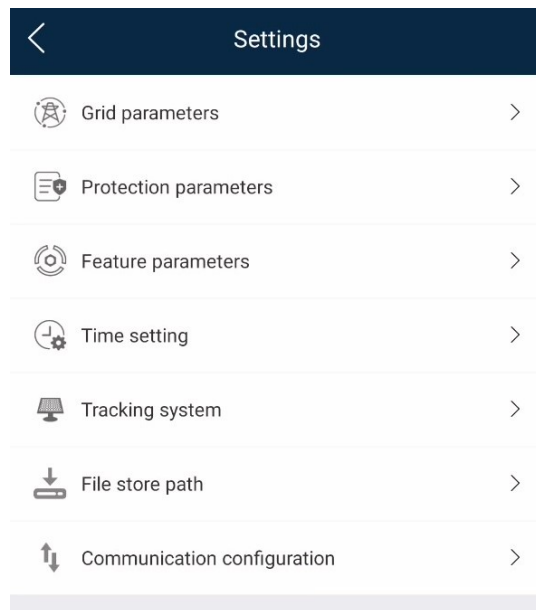 Settings
Grid parameters
Protection parameters
Feature parameters
Time setting
Tracking system
File store path
Communication configuration